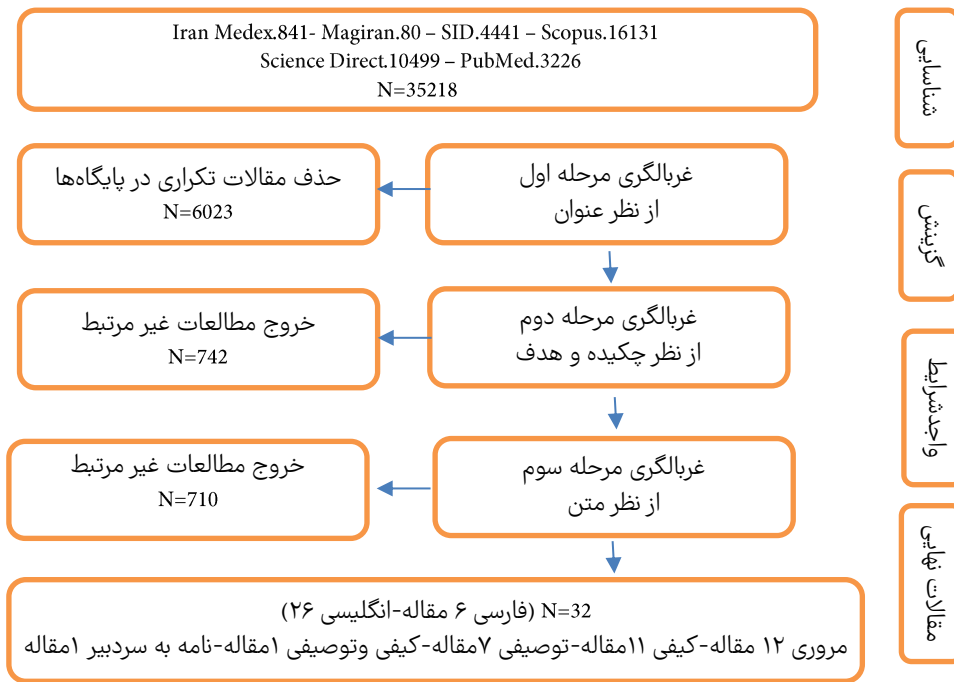 Iran Medex.841- Magiran.80 – SID.4441 – Scopus.16131
Science Direct.10499 – PubMed.3226
N=35218
شناسایی
غربالگری مرحله اول
از نظر عنوان
حذف مقالات تکراری در پایگاه‌ها
N=6023
گزینش
غربالگری مرحله دوم
از نظر چکیده و هدف
خروج مطالعات غیر مرتبط
N=742
واجدشرایط
غربالگری مرحله سوم
از نظر متن
خروج مطالعات غیر مرتبط
N=710
مقالات نهایی
N=32 (فارسی ۶ مقاله-انگلیسی ۲۶)
مروری ۱۲ مقاله-کیفی ۱۱مقاله-توصیفی ۷مقاله-کیفی وتوصیفی ۱مقاله-نامه به سردبیر ۱مقاله